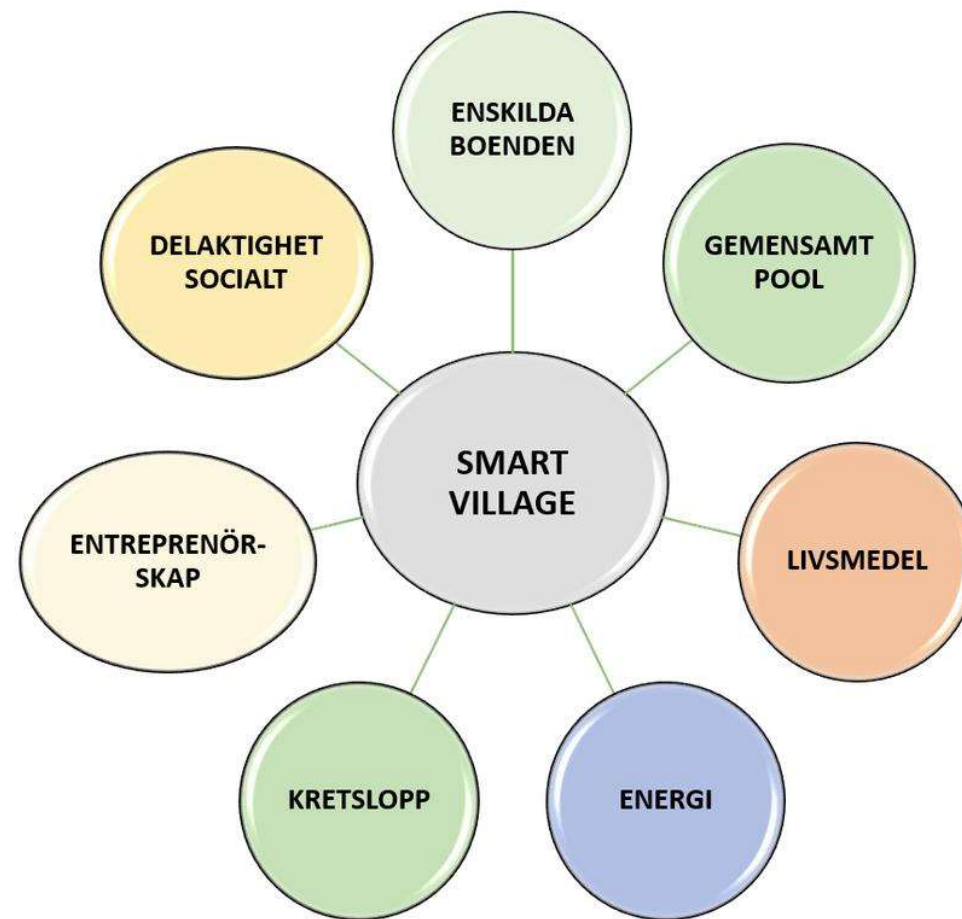 ENSKILDA
BOENDEN
DELAKTIGHET
SOCIALT
GEMENSAMT
POOL
SMART
VILLAGE
ENTREPRENÖR-
SKAP
LIVSMEDEL
KRETSLOPP
ENERGI